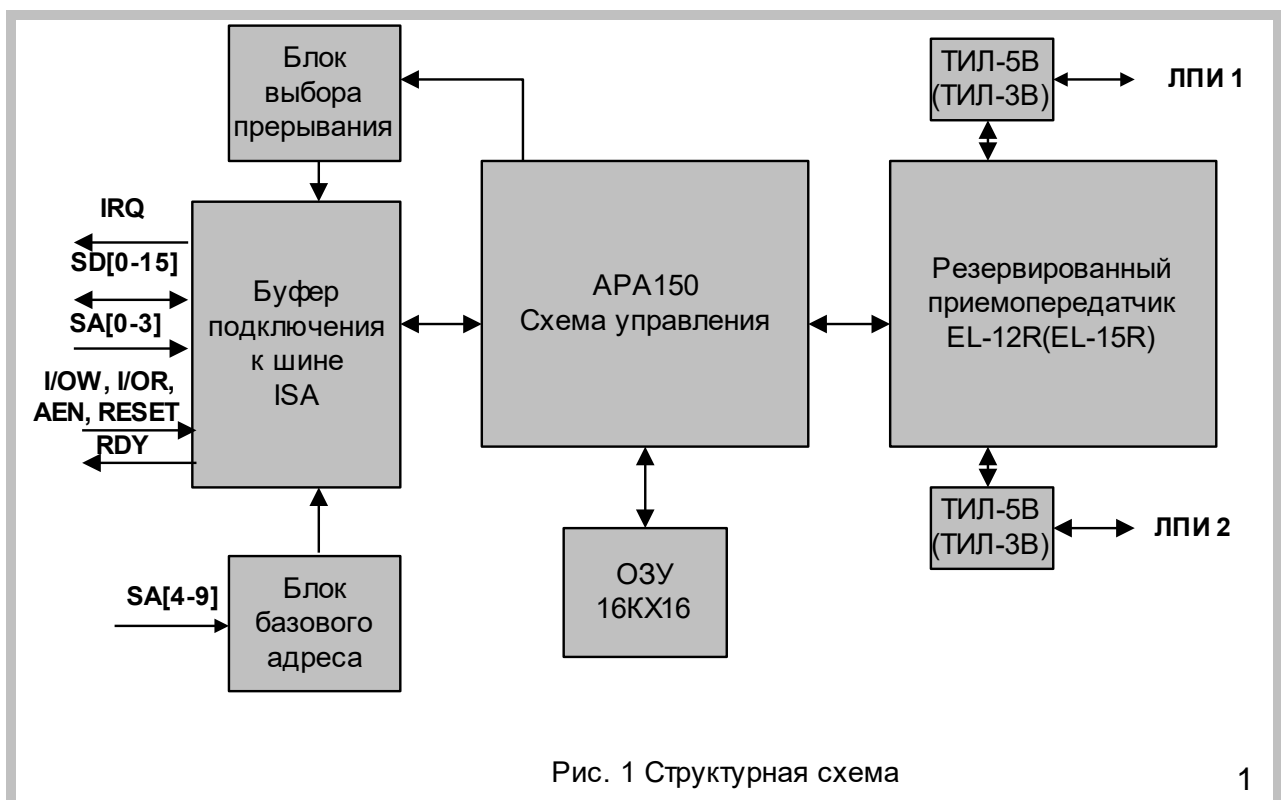 Блок
выбора
прерывания
ТИЛ-5В
(ТИЛ-3В)
ЛПИ 1
IRQ
SD[0-15]
SA[0-3]
I/OW, I/OR,
AEN, RESET
RDY
Буфер
подключения
к шине
ISA
APA150
Схема управления
Резервированный
приемопередатчик
EL-12R(EL-15R)
ТИЛ-5В
(ТИЛ-3В)
ЛПИ 2
SA[4-9]
Блок
базового
адреса
ОЗУ
16КХ16
Рис. 1 Структурная схема
1